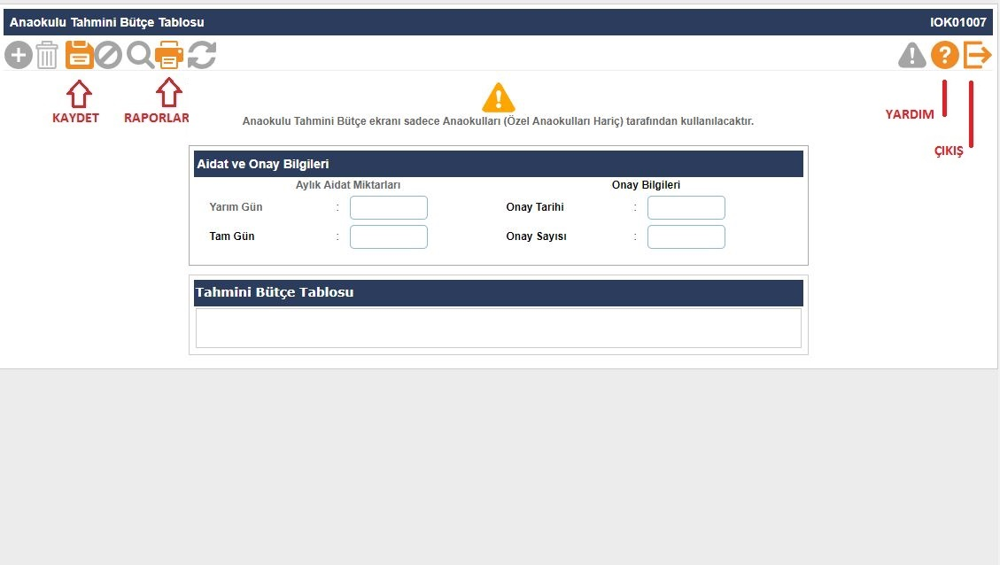 Anaokulu Tahmini Bütçe Tablosu IOK01007
KAYDET RAPORLAR
YARDIM
ÇIKIŞ
Anaokulu Tahmini Bütçe ekranı sadece Anaokulları (Özel Anaokulları Hariç) tarafından kullanılacaktır.
Aidat ve Onay Bilgileri
Aylık Aidat Miktarları Onay Bilgileri
Yarım Gün : Onay Tarihi :
Tam Gün : Onay Sayısı :
Tahmini Bütçe Tablosu